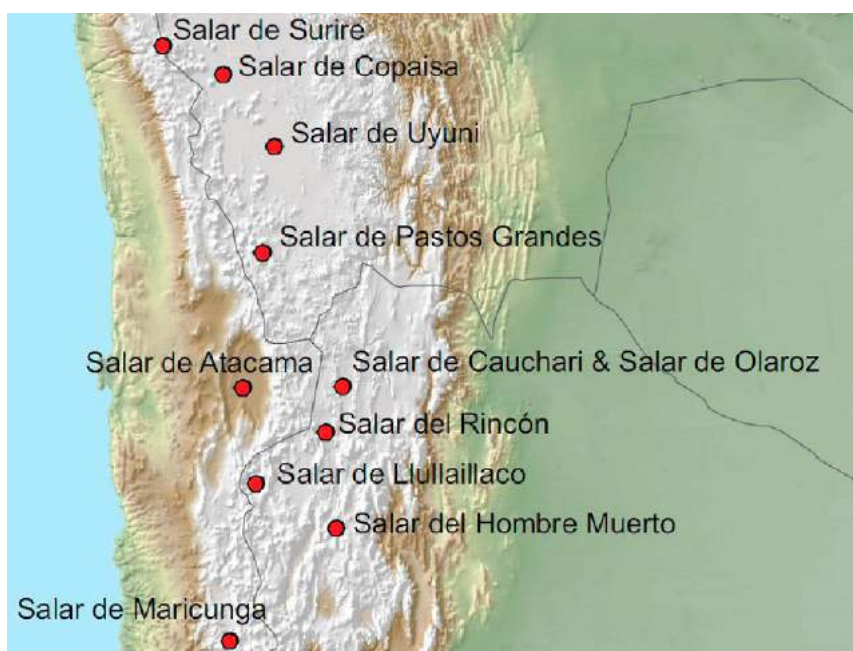 Salar de Surire
Salar de Copaisa
Salar de Uyuni
Salar de Pastos Grandes
Salar de Atacama
Salar de Cauchari & Salar de Olaroz
Salar del Rincón
Salar de Llullaillaco
Salar del Hombre Muerto
Salar de Maricunga